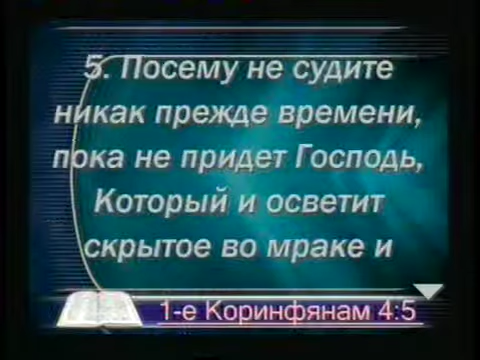 5. Посему не судите
никак прежде времени,
пока не придет Господь,
Который и осветит
скрытое во мраке и
1-е Коринфянам 4:5